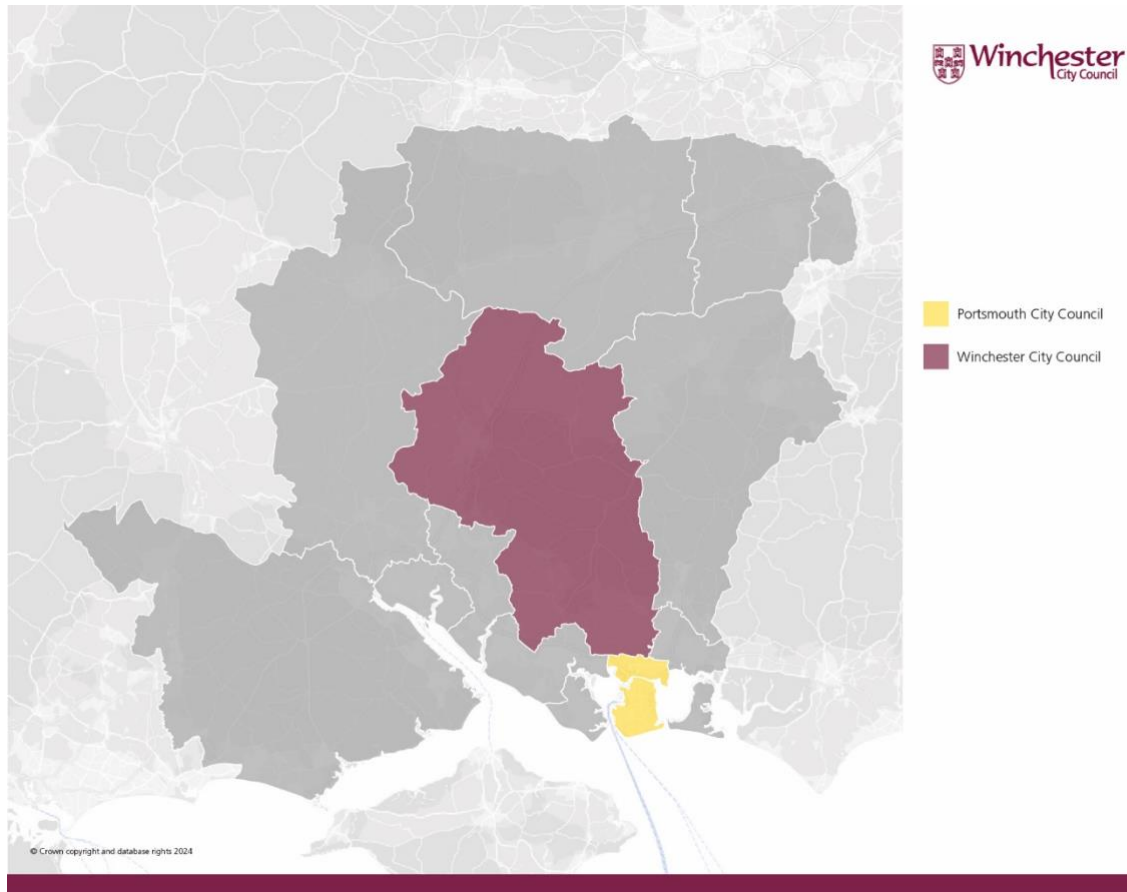 Winchester
City Council
Portsmouth City Council
Winchester City Council
© Crown copyright and database rights 2024